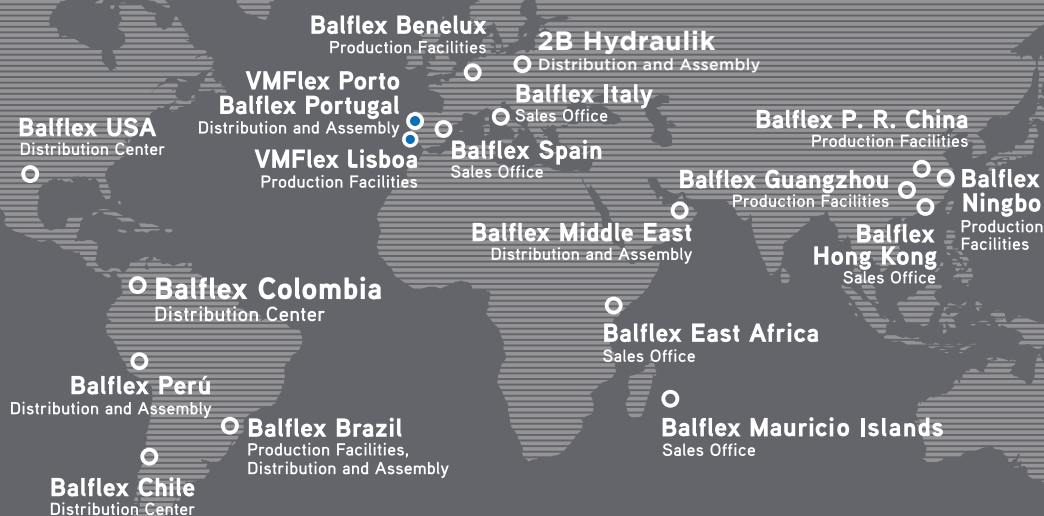 Balflex Benelux
Production Facilities
2B Hydraulik
Distribution and Assembly
VMFlex Porto
Balflex Portugal
Distribution and Assembly
Balflex Italy
Sales Office
Balflex USA
Distribution Center
VMFlex Lisboa
Production Facilities
Balflex Spain
Sales Office
Balflex P. R. China
Production Facilities
Balflex Guangzhou
Production Facilities
Balflex
Ningbo
Production
Facilities
Balflex Middle East
Distribution and Assembly
Balflex
Hong Kong
Sales Office
Balflex Colombia
Distribution Center
Balflex East Africa
Sales Office
Balflex Perú
Distribution and Assembly
Balflex Brazil
Production Facilities,
Distribution and Assembly
Balflex Mauricio Islands
Sales Office
Balflex Chile
Distribution Center